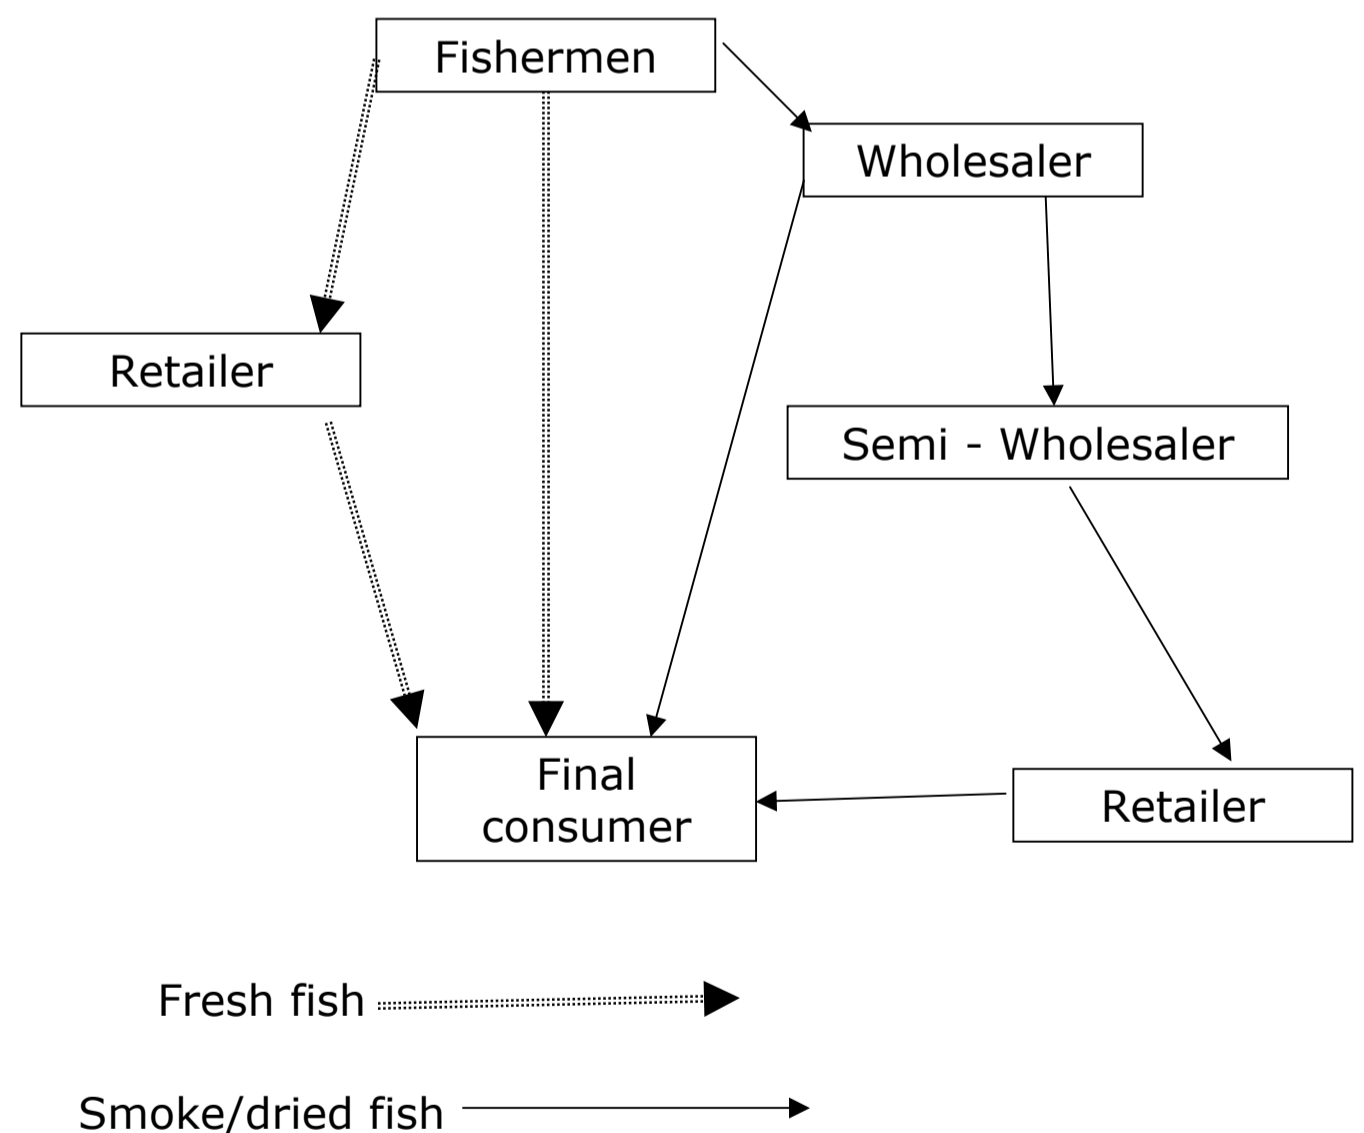 Fishermen
Wholesaler
Retailer
Semi - Wholesaler
Final
consumer
Retailer
Fresh fish
Smoke/dried fish